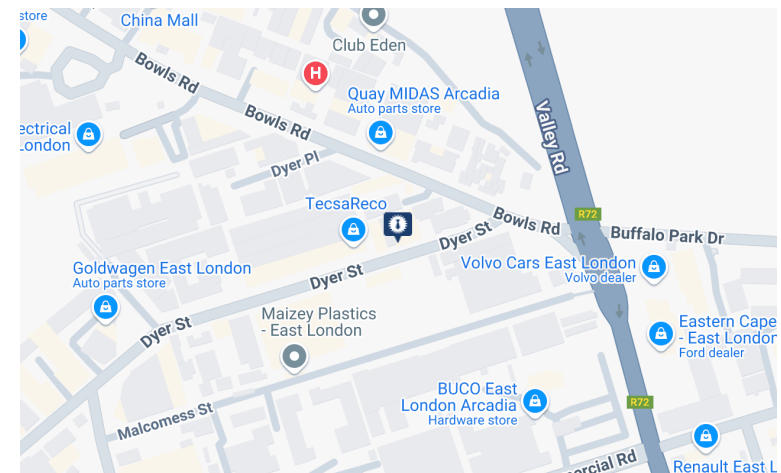 store
China Mall
Club Eden
Bowls Rd
H
Quay MIDAS Arcadia
Auto parts store
Bowls Rd
Valley Rd
ectrical
London
Dyer Pl
TecsaReco
i
R72
Bowls Rd
Buffalo Park Dr
Dyer St
Volvo Cars East London
Volvo dealer
Goldwagen East London
Auto parts store
Dyer St
Maizey Plastics
- East London
Dyer St
Eastern Cape
- East London
Ford dealer
BUCO East
London Arcadia
Hardware store
R72
Malcomess St
ercial Rd
Renault East L